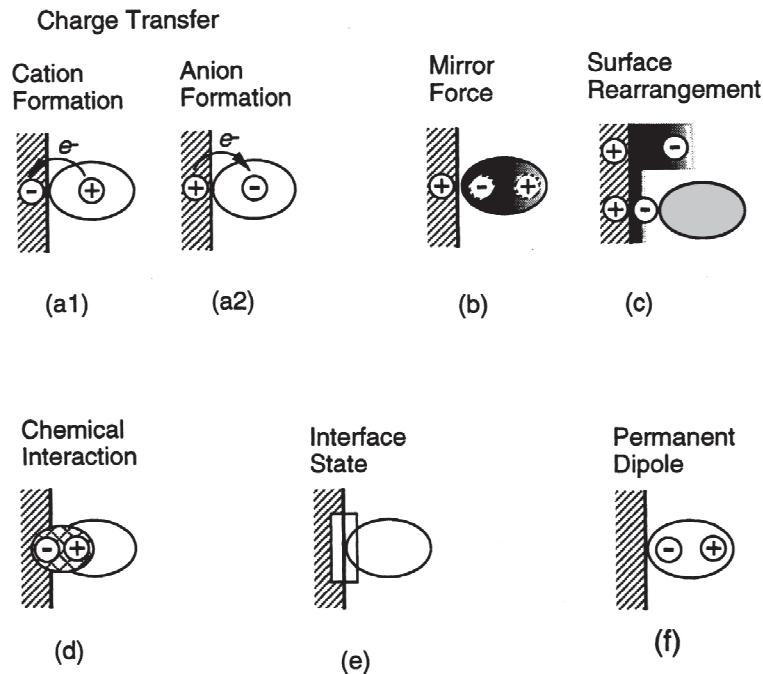 Charge Transfer
Cation
Formation
Anion
Formation
Mirror
Force
Surface
Rearrangement
e-
e-
- +
+ -
+ - +
+ -
+ -
(a1)
(a2)
(b)
(c)
Chemical
Interaction
Interface
State
Permanent
Dipole
- +
- +
(d)
(e)
(f)